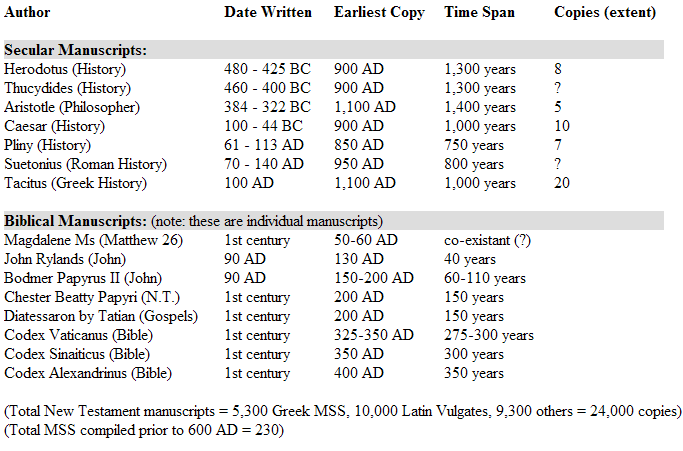 Author Date Written Earliest Copy Time Span Copies (extent)
Secular Manuscripts:
Herodotus (History) 480 - 425 BC 900 AD 1,300 years 8
Thucydides (History) 460 - 400 BC 900 AD 1,300 years ?
Aristotle (Philosopher) 384 - 322 BC 1,100 AD 1,400 years 5
Caesar (History) 100 - 44 BC 900 AD 1,000 years 10
Pliny (History) 61 - 113 AD 850 AD 750 years 7
Suetonius (Roman History) 70 - 140 AD 950 AD 800 years ?
Tacitus (Greek History) 100 AD 1,100 AD 1,000 years 20
Biblical Manuscripts: (note: these are individual manuscripts)
Magdalene Ms (Matthew 26) 1st century 50-60 AD co-existant (?)
John Rylands (John) 90 AD 130 AD 40 years
Bodmer Papyrus II (John) 90 AD 150-200 AD 60-110 years
Chester Beatty Papyri (N.T.) 1st century 200 AD 150 years
Diatessaron by Tatian (Gospels) 1st century 200 AD 150 years
Codex Vaticanus (Bible) 1st century 325-350 AD 275-300 years
Codex Sinaiticus (Bible) 1st century 350 AD 300 years
Codex Alexandrinus (Bible) 1st century 400 AD 350 years
(Total New Testament manuscripts = 5,300 Greek MSS, 10,000 Latin Vulgates, 9,300 others = 24,000 copies)
(Total MSS compiled prior to 600 AD = 230)